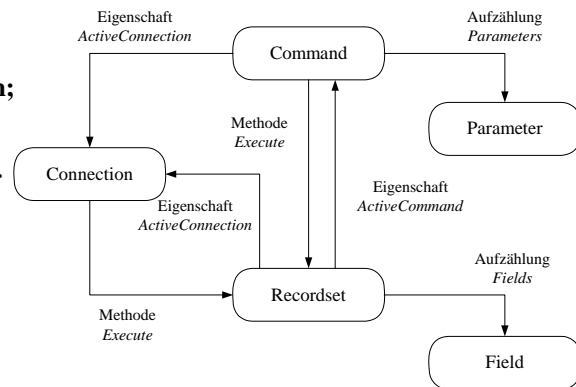 Eigenschaft
ActiveConnection
Command
Aufzählung
Parameters
n;
Methode
Execute
Parameter
Connection
Eigenschaft
ActiveConnection
Eigenschaft
ActiveCommand
Aufzählung
Fields
Recordset
Methode
Execute
Field